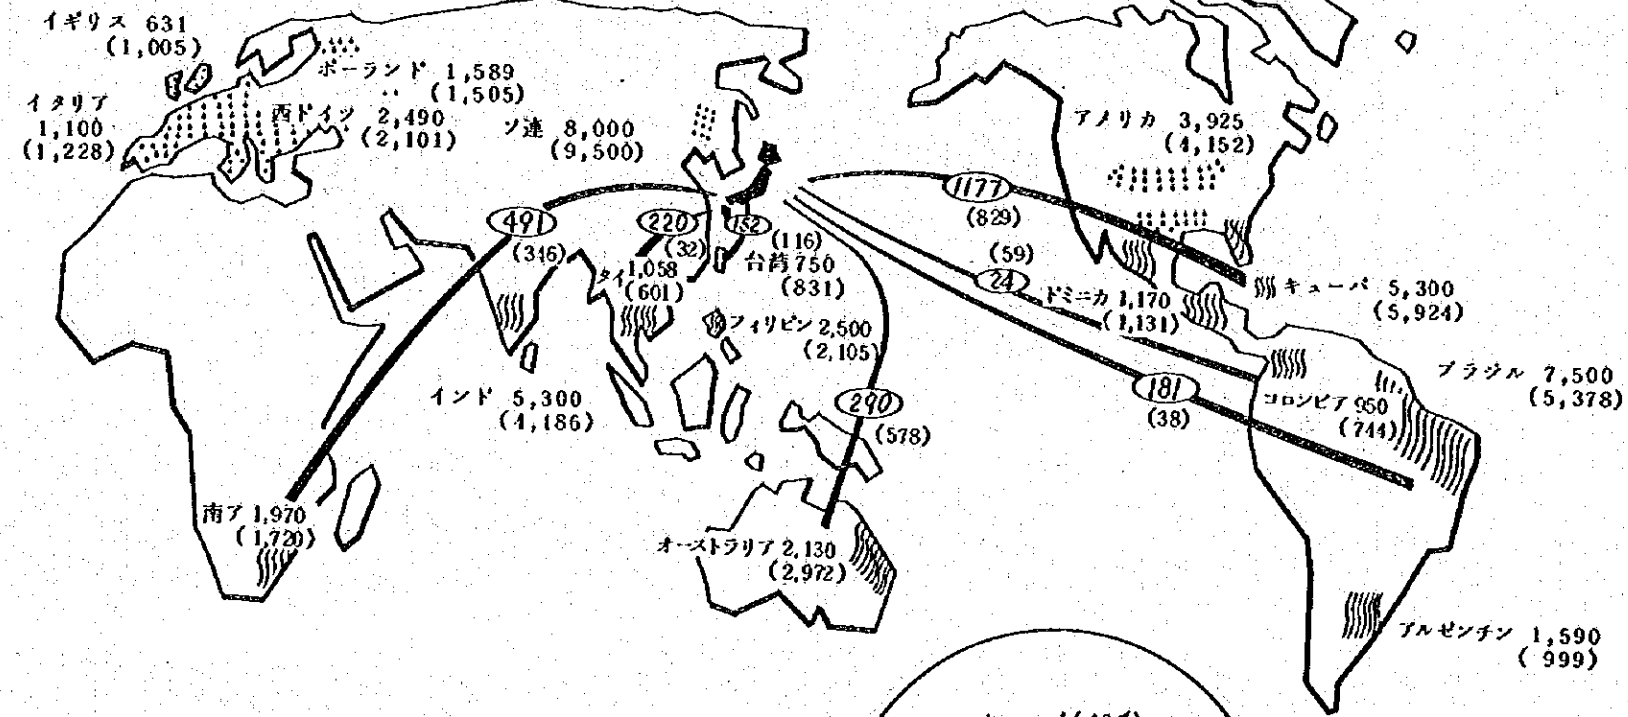 イギリス 631
(1,005)
ポーランド 1,589
(1,505)
イタリア
1,100
(1,228)
西ドイツ 2,490
(2,101)
ソ連 8,000
(9,500)
アメリカ 3,925
(4,152)
491
(346)
220
(32)
152
(116)
1177
(829)
(59)
24
タイ 1,058
(601)
台湾 750
(831)
ドミニカ 1,170
(1,131)
キューバ 5,300
(5,924)
フィリピン 2,500
(2,105)
インド 5,300
(4,186)
290
(578)
181
(38)
コロンビア 950
(744)
ブラジル 7,500
(5,378)
南ア 1,970
(1,720)
オーストラリア 2,130
(2,972)
アルゼンチン 1,590
(999)